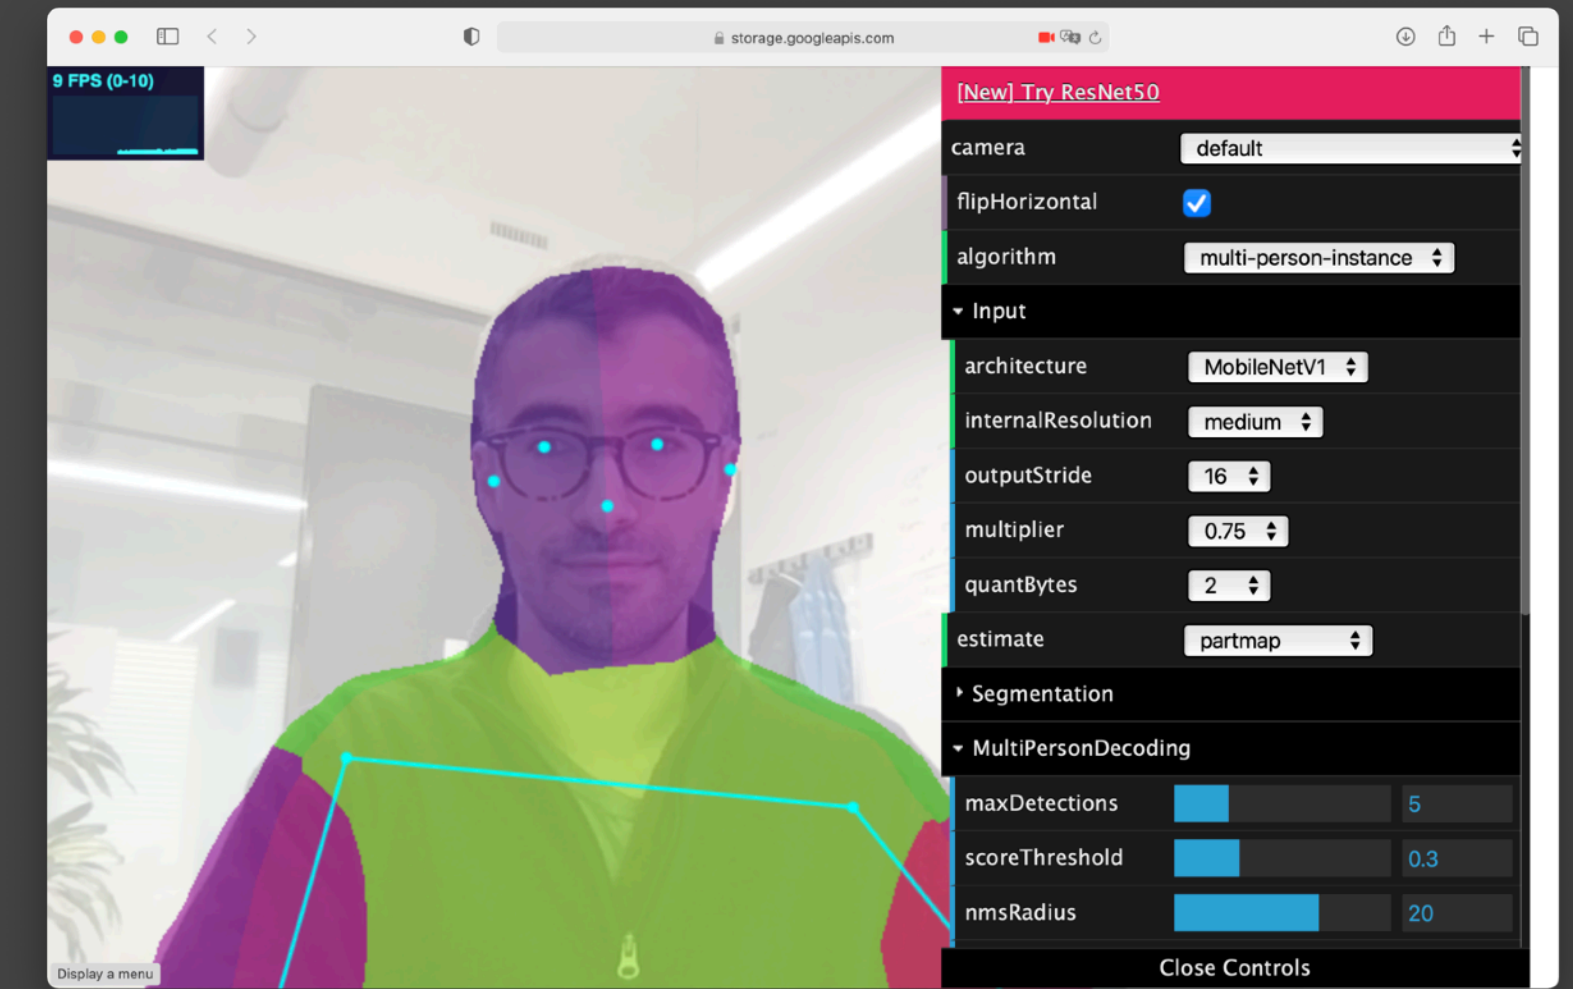 storage.googleapis.com
9 FPS (0-10)
[New] Try ResNet50
camera default
flipHorizontal
algorithm multi-person-instance
Input
architecture MobileNetV1
internalResolution medium
outputStride 16
multiplier 0.75
quantBytes 2
estimate partmap
Segmentation
MultiPersonDecoding
maxDetections 5
scoreThreshold 0.3
nmsRadius 20
Close Controls
Display a menu